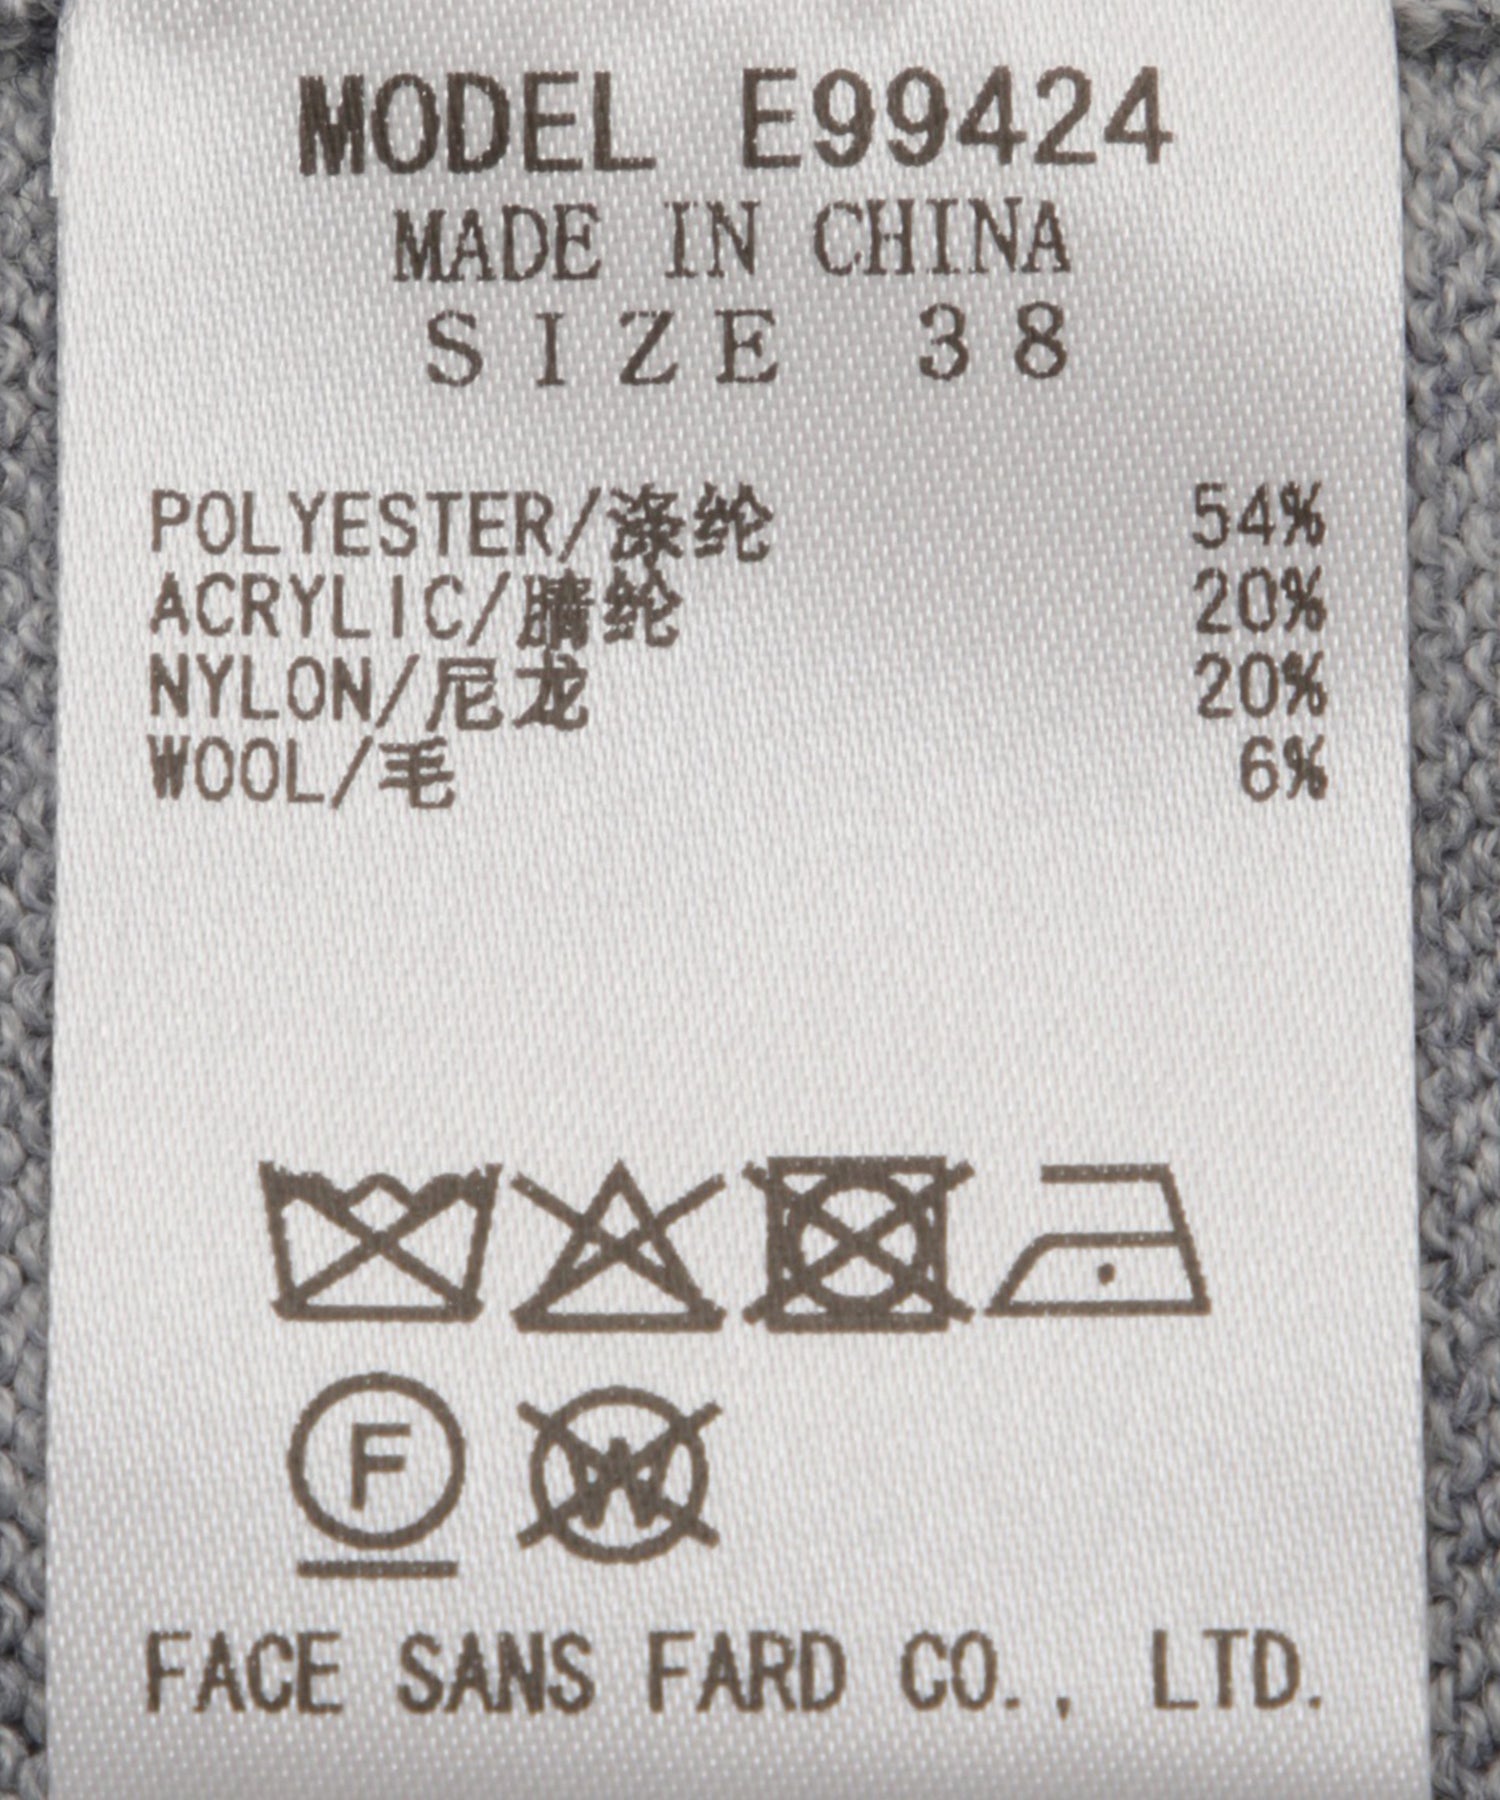 MODEL E99424
MADE IN CHINA
SIZE 38
POLYESTER/涤纶 54%
ACRYLIC/腈纶 20%
NYLON/尼龙 20%
WOOL/毛 6%
F W
FACE SANS FARD CO., LTD.